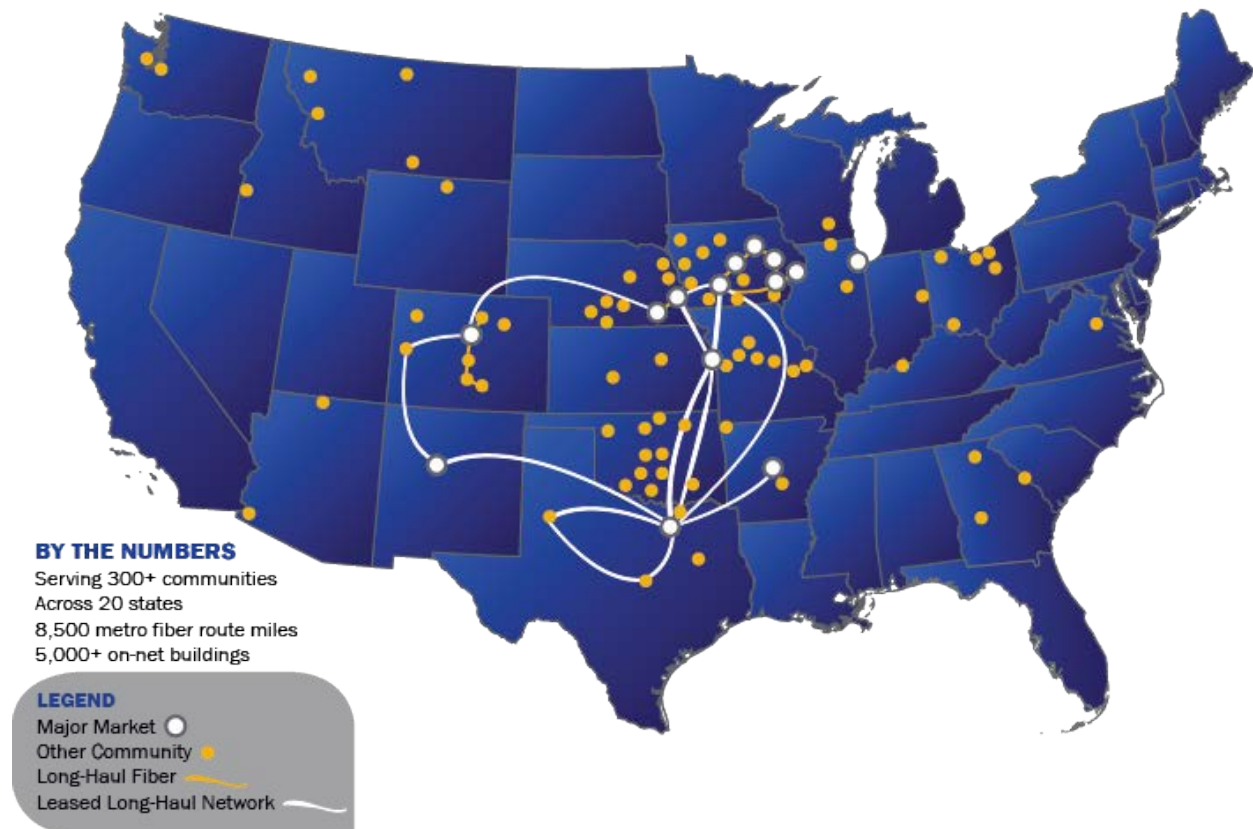 BY THE NUMBERS
Serving 300+ communities
Across 20 states
8,500 metro fiber route miles
5,000+ on-net buildings
LEGEND
Major Market
Other Community
Long-Haul Fiber
Leased Long-Haul Network